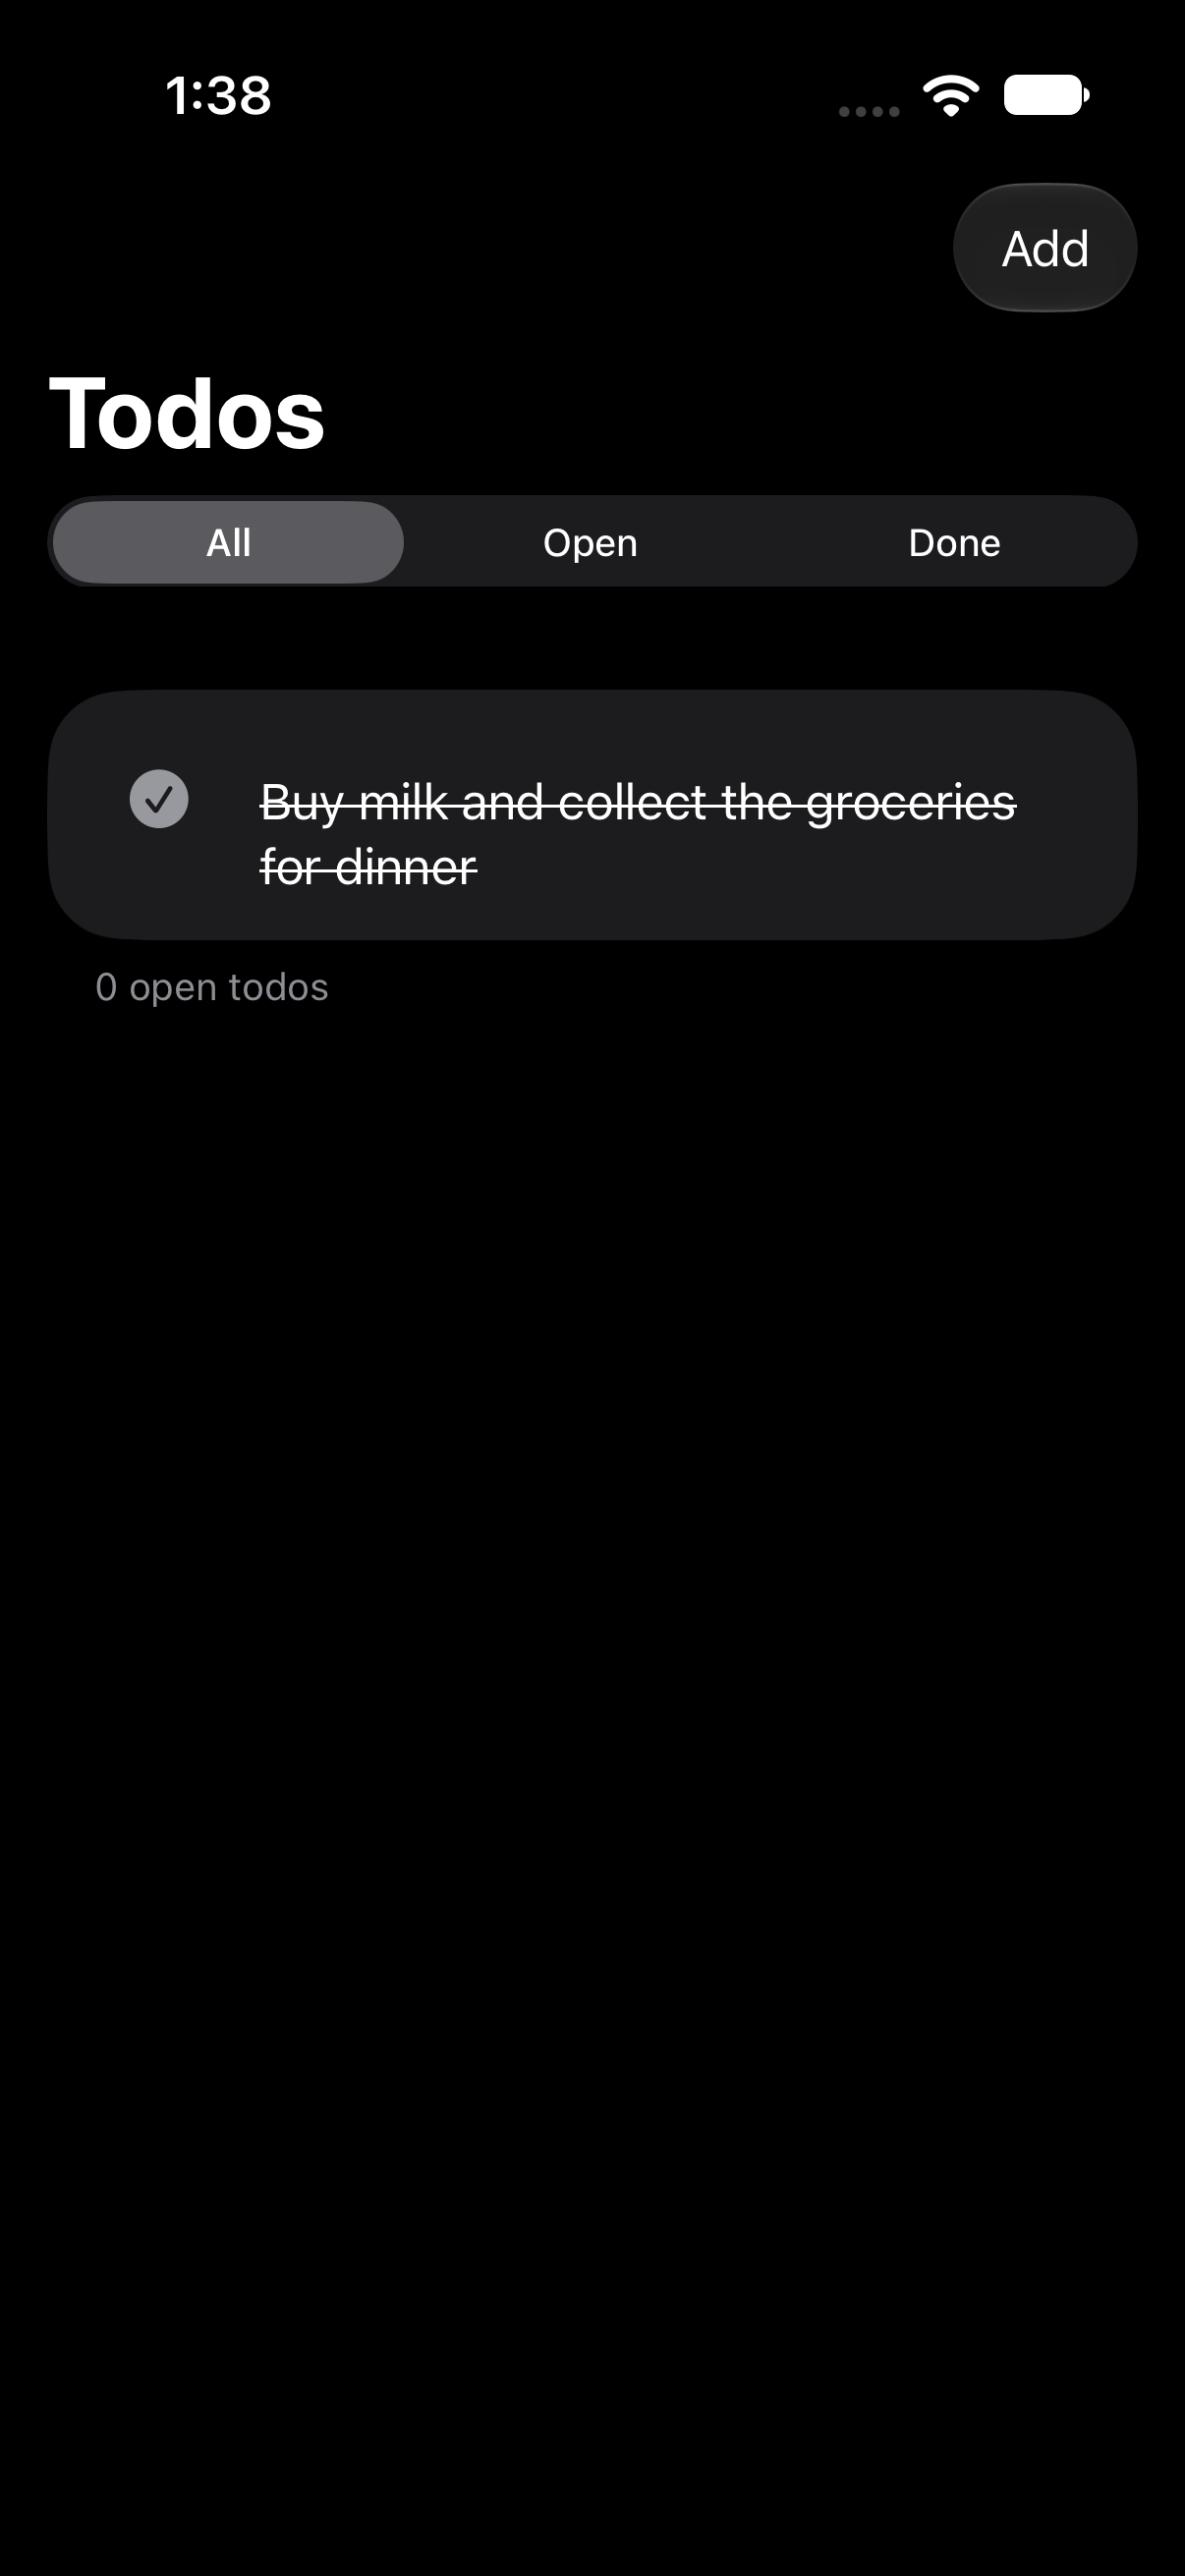 1:38
Add
Todos
All
Open
Done
Buy milk and collect the groceries
for dinner
0 open todos